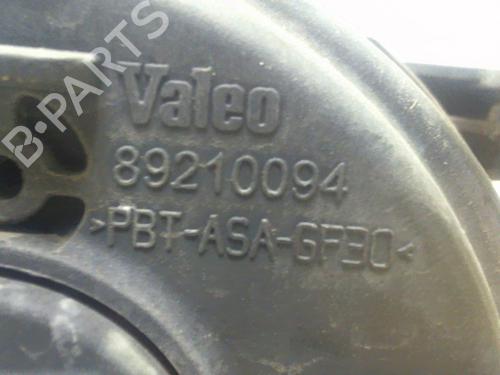 Valeo
89210094
>PBT-ASA-GF30<
B-PARTS